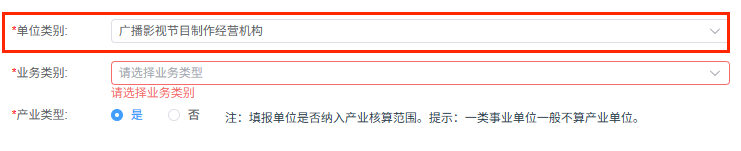 *单位类别: 广播影视节目制作经营机构
*业务类别: 请选择业务类型
请选择业务类别
*产业类型: 是 否 注：填报单位是否纳入产业核算范围。提示：一类事业单位一般不算产业单位。